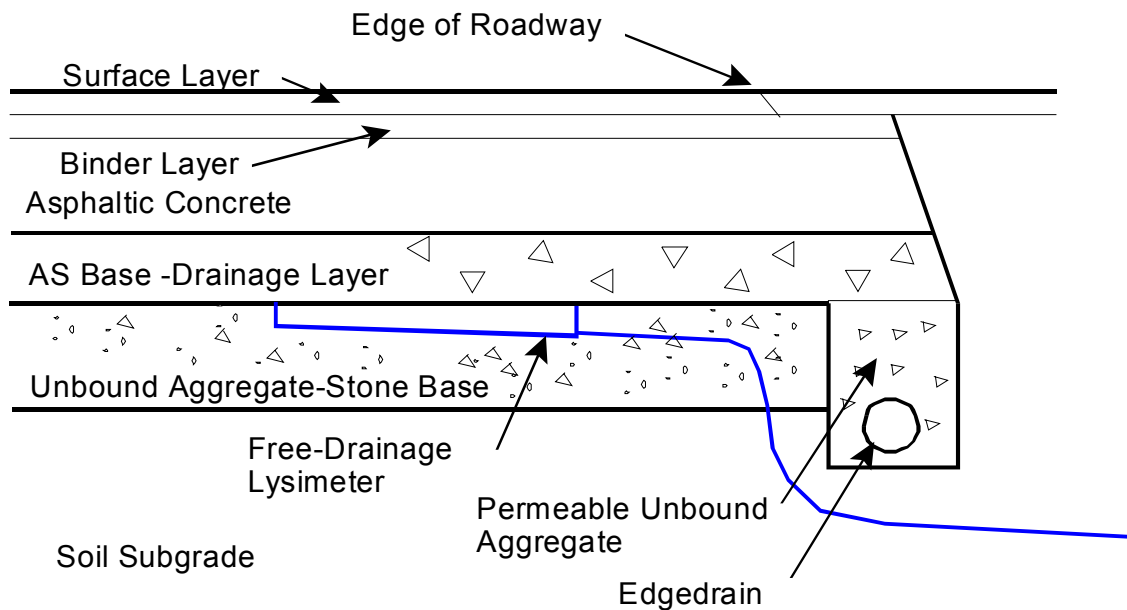 Edge of Roadway
Surface Layer
Binder Layer
Asphaltic Concrete
AS Base -Drainage Layer
Unbound Aggregate-Stone Base
Free-Drainage
Lysimeter
Permeable Unbound
Aggregate
Soil Subgrade
Edgedrain